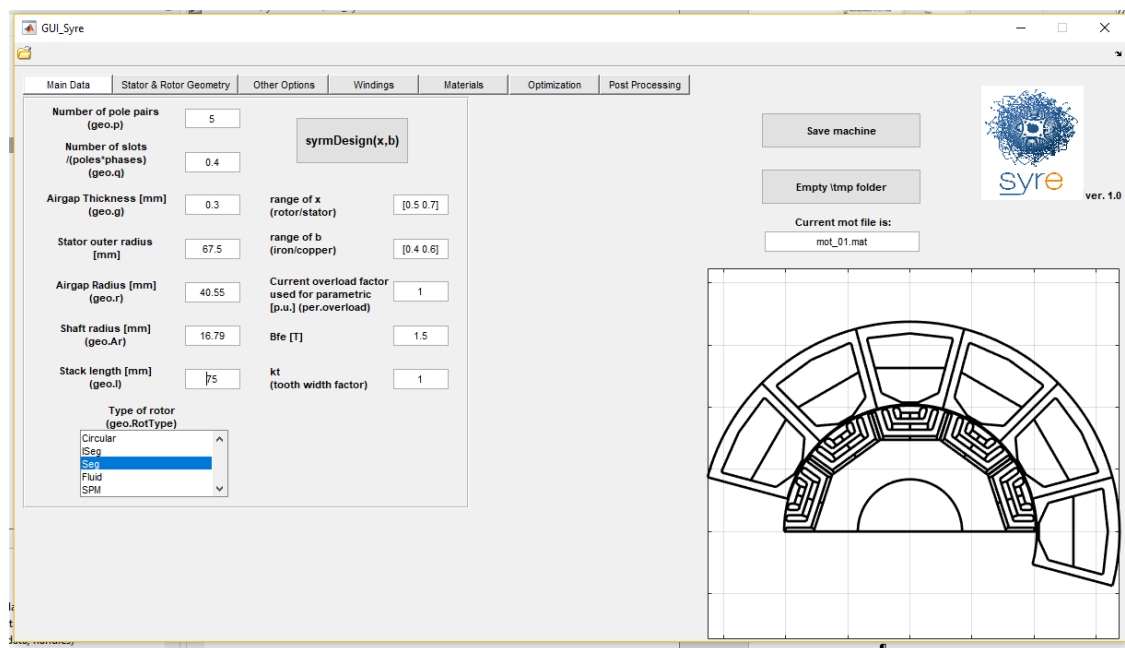 GUI_Syre
Main Data
Stator & Rotor Geometry
Other Options
Windings
Materials
Optimization
Post Processing
Number of pole pairs
(geo.p)
5
Number of slots
/(poles*phases)
(geo.q)
0.4
Airgap Thickness [mm]
(geo.g)
0.3
Stator outer radius
[mm]
67.5
Airgap Radius [mm]
(geo.r)
40.55
Shaft radius [mm]
(geo.Ar)
16.79
Stack length [mm]
(geo.l)
75
Type of rotor
(geo.RotType)
Circular
ISeg
Seg
Fluid
SPM
syrmDesign(x,b)
range of x
(rotor/stator)
[0.5 0.7]
range of b
(iron/copper)
[0.4 0.6]
Current overload factor
used for parametric
[p.u.] (per.overload)
1
Bfe [T]
1.5
kt
(tooth width factor)
1
Save machine
Empty \tmp folder
Current mot file is:
mot_01.mat
syre
ver. 1.0